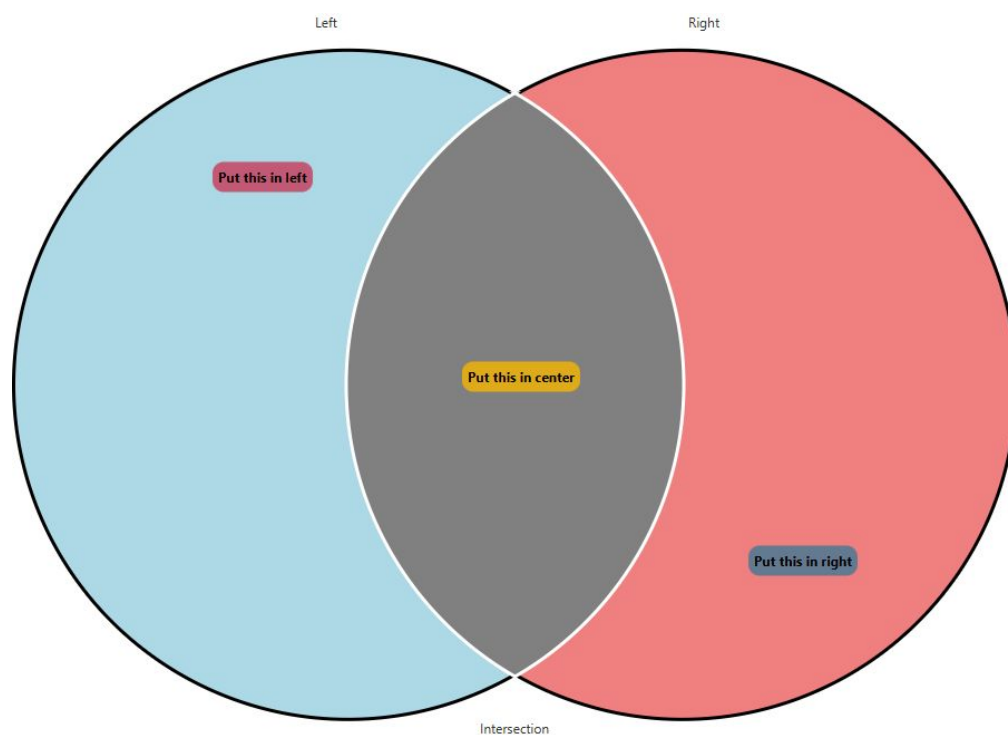 Left
Right
Put this in left
Put this in center
Put this in right
Intersection